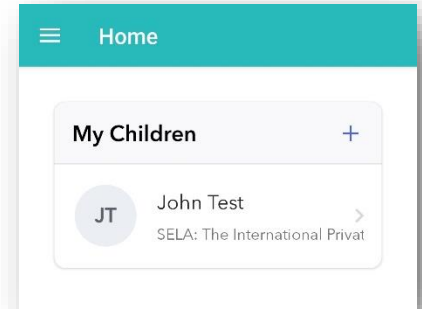 Home
My Children +
JT
John Test
SELA: The International Privat